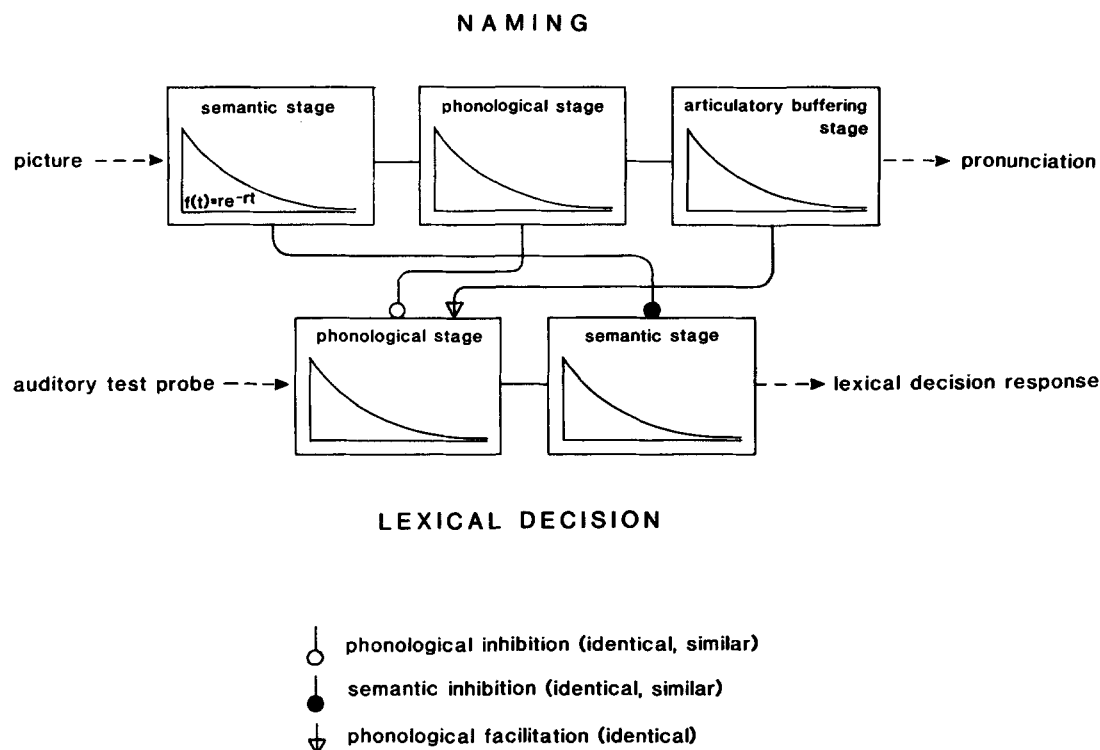 NAMING
semantic stage
phonological stage
articulatory buffering
stage
picture
f(t)=re⁻ʳᵗ
pronunciation
phonological stage
semantic stage
auditory test probe
lexical decision response
LEXICAL DECISION
phonological inhibition (identical, similar)
semantic inhibition (identical, similar)
phonological facilitation (identical)